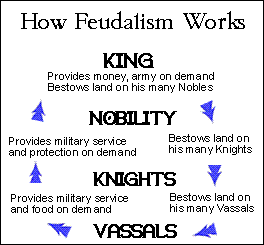 How Feudalism Works
KING
Provides money, army on demand
Bestows land on his many Nobles
NOBILITY
Provides military service
and protection on demand
Bestows land on
his many Knights
KNIGHTS
Provides military service
and food on demand
Bestows land on
his many Vassals
VASSALS